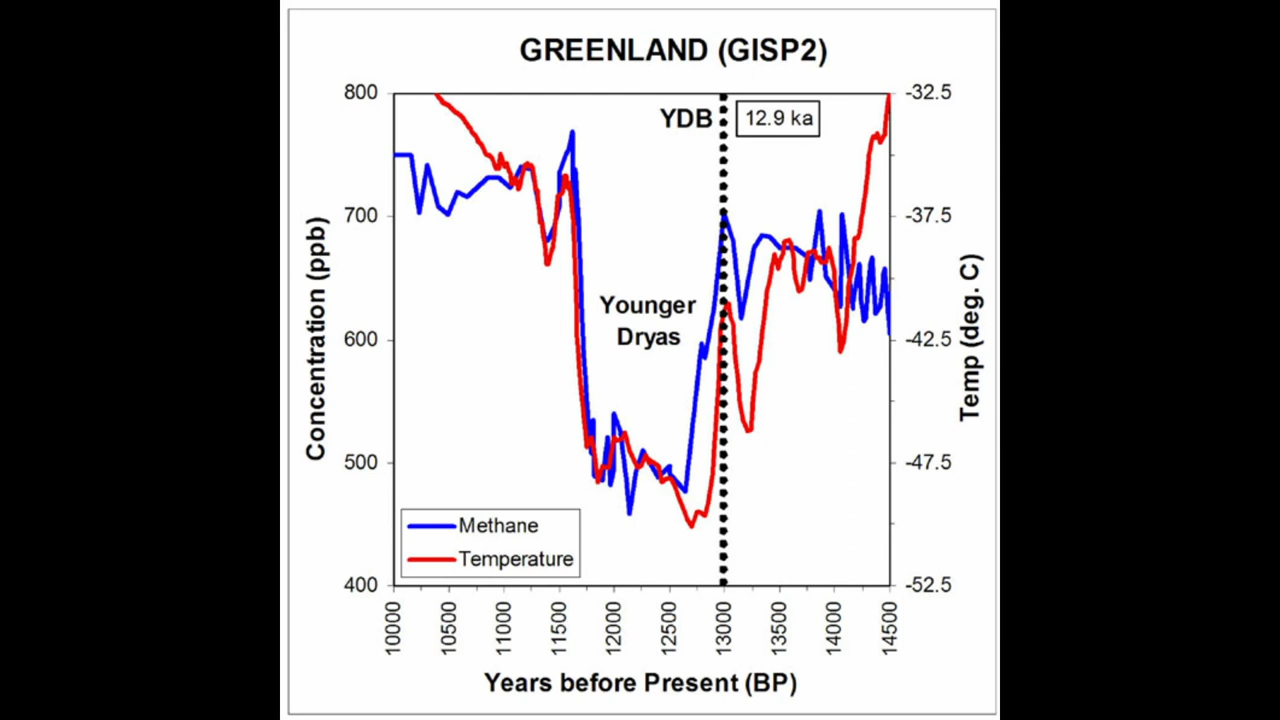 GREENLAND (GISP2)
800
700
600
500
400
Concentration (ppb)
YDB
12.9 ka
Younger
Dryas
Methane
Temperature
-32.5
-37.5
-42.5
-47.5
-52.5
Temp (deg. C)
10000
10500
11000
11500
12000
12500
13000
13500
14000
14500
Years before Present (BP)